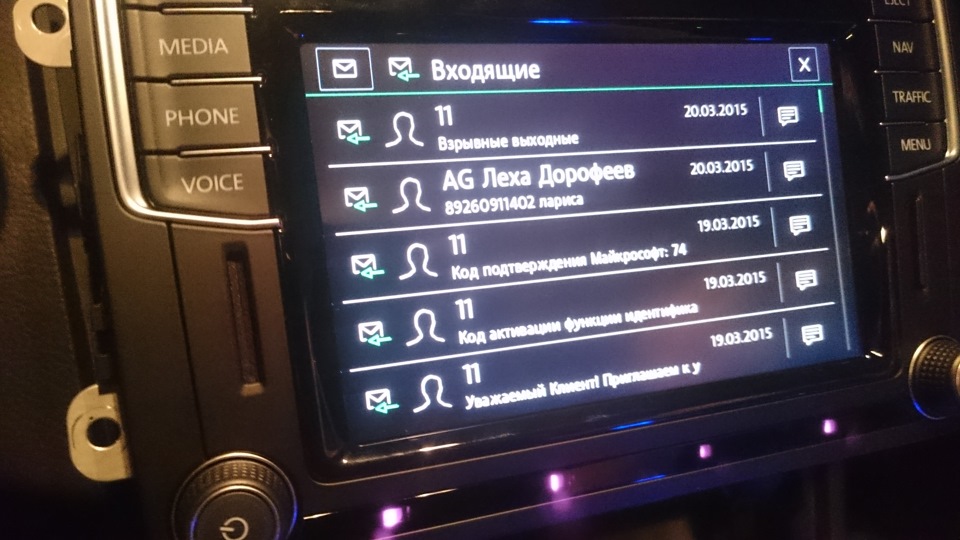 EJECT
MEDIA
PHONE
VOICE
NAV
TRAFFIC
MENU
Входящие
X
11
20.03.2015
Взрывные выходные
AG Леха Дорофеев
20.03.2015
89260911402 лариса
11
19.03.2015
Код подтверждения Майкрософт: 74
11
19.03.2015
Код активации функции идентифика
11
19.03.2015
Уважаемый Клиент! Приглашаем к у